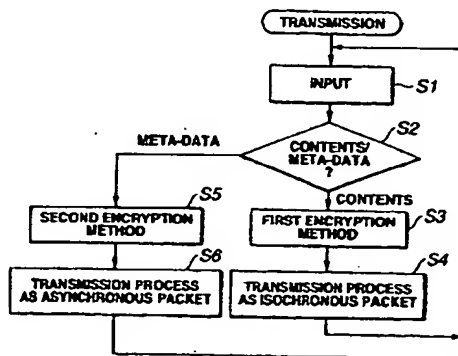 TRANSMISSION
INPUT
S1
S2
CONTENTS/
META-DATA
?
META-DATA
CONTENTS
S5
SECOND ENCRYPTION
METHOD
S3
FIRST ENCRYPTION
METHOD
S6
TRANSMISSION PROCESS
AS ASYNCHRONOUS PACKET
S4
TRANSMISSION PROCESS
AS ISOCHRONOUS PACKET